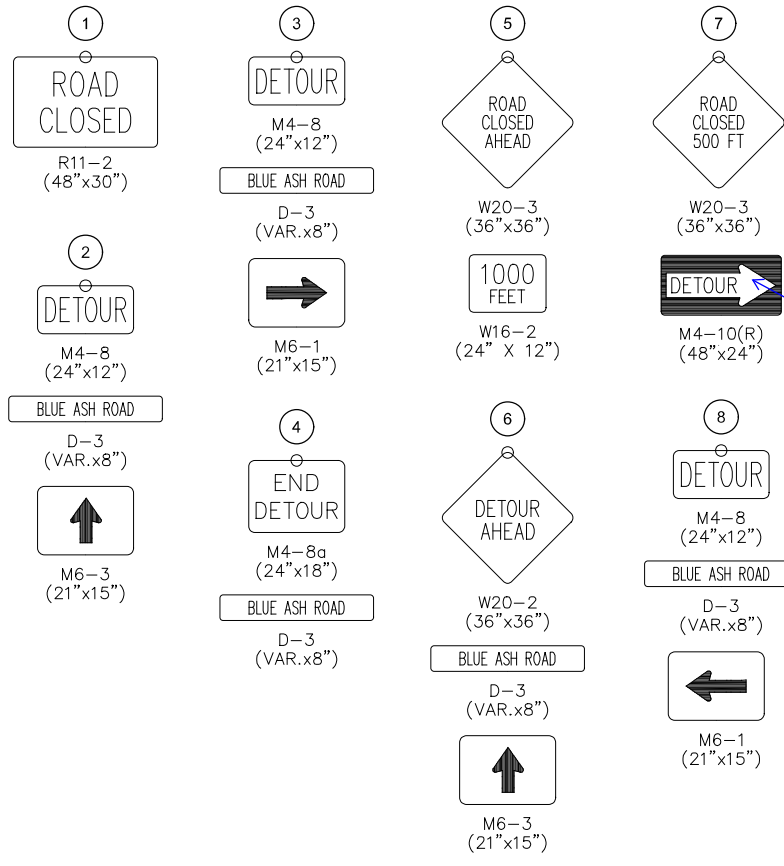 1
ROAD
CLOSED
R11-2
(48"x30")
2
DETOUR
M4-8
(24"x12")
BLUE ASH ROAD
D-3
(VAR.x8")
M6-3
(21"x15")
3
DETOUR
M4-8
(24"x12")
BLUE ASH ROAD
D-3
(VAR.x8")
M6-1
(21"x15")
4
END
DETOUR
M4-8a
(24"x18")
BLUE ASH ROAD
D-3
(VAR.x8")
5
ROAD
CLOSED
AHEAD
W20-3
(36"x36")
1000
FEET
W16-2
(24" X 12")
6
DETOUR
AHEAD
W20-2
(36"x36")
BLUE ASH ROAD
D-3
(VAR.x8")
M6-3
(21"x15")
7
ROAD
CLOSED
500 FT
W20-3
(36"x36")
DETOUR
M4-10(R)
(48"x24")
8
DETOUR
M4-8
(24"x12")
BLUE ASH ROAD
D-3
(VAR.x8")
M6-1
(21"x15")